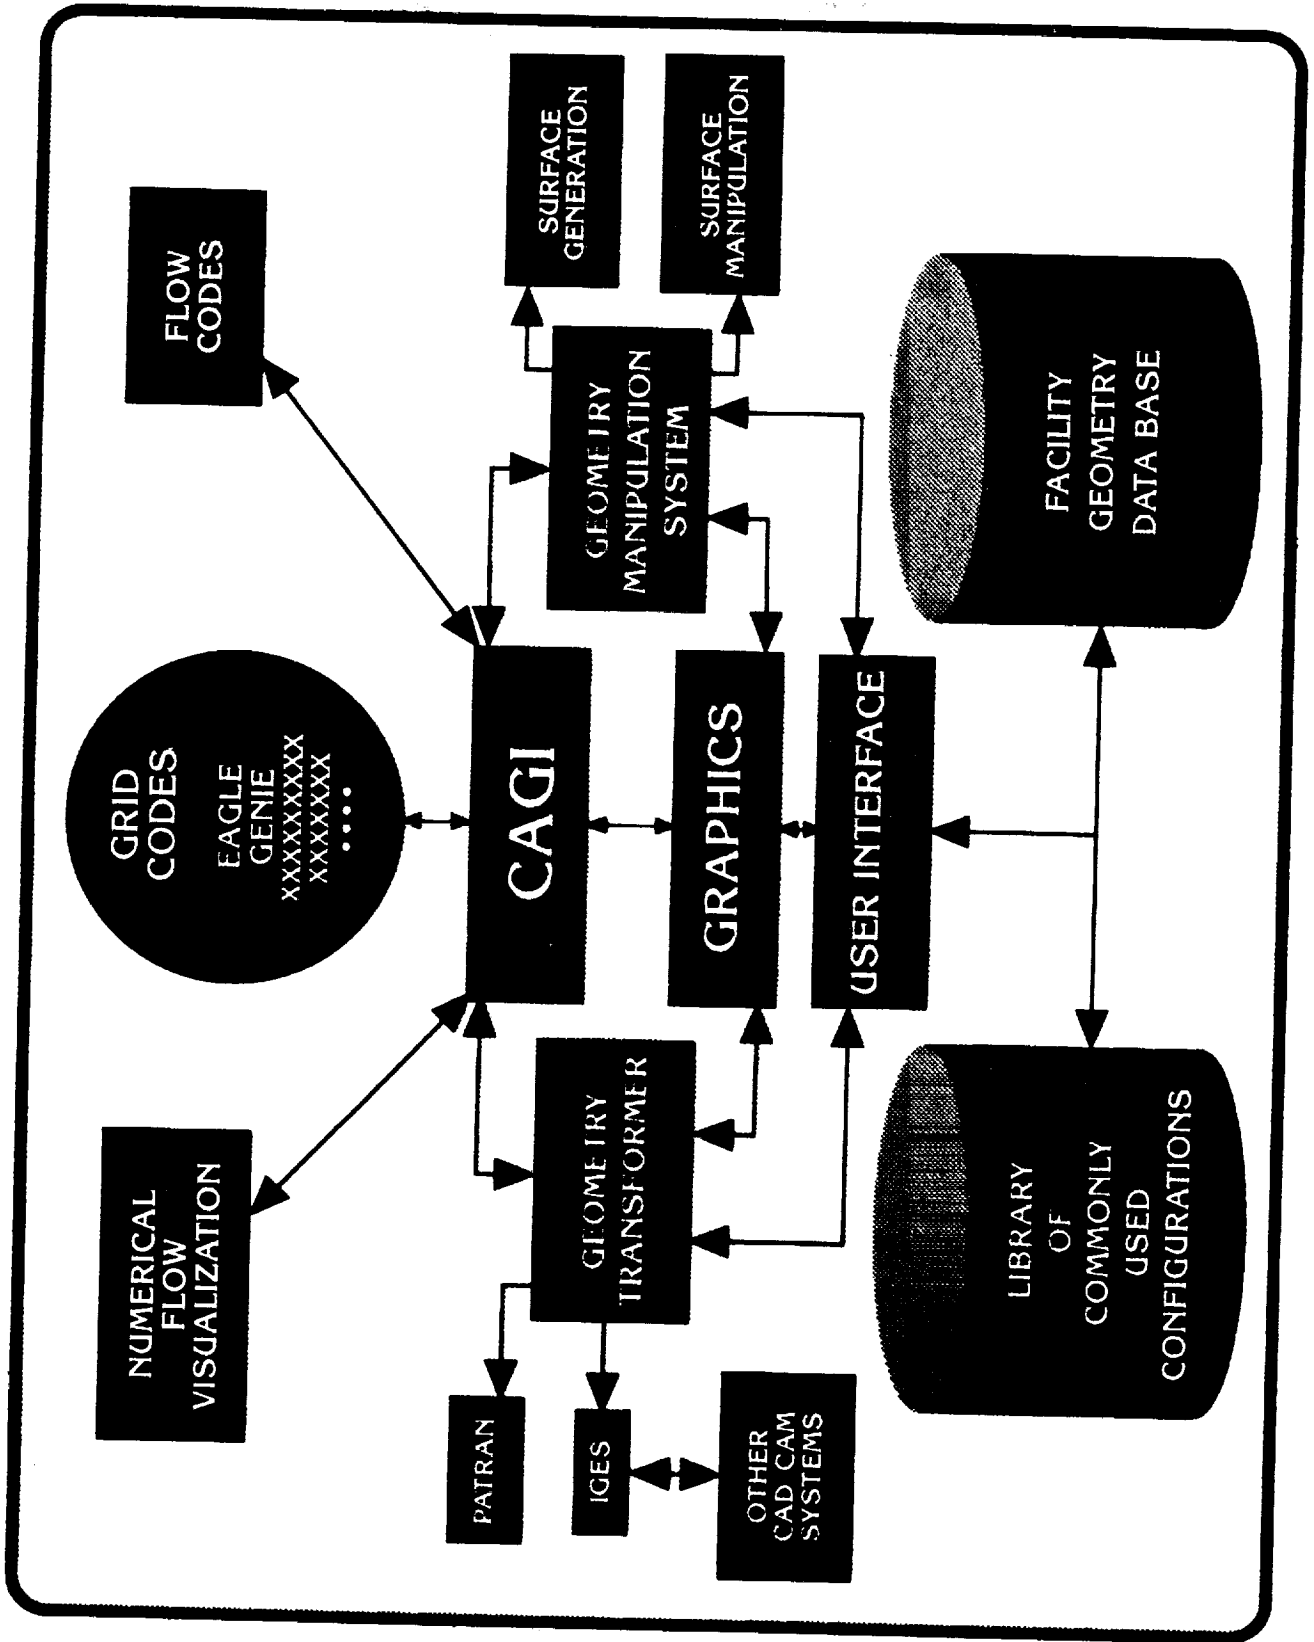 GRID
CODES
EAGLE
GENIE
XXXXXXXXX
XXXXXXX
•••••
NUMERICAL
FLOW
VISUALIZATION
FLOW
CODES
CAGI
PATRAN
IGES
OTHER
CAD CAM
SYSTEMS
GEOMETRY
TRANSFORMER
GEOMETRY
MANIPULATION
SYSTEM
SURFACE
GENERATION
SURFACE
MANIPULATION
GRAPHICS
USER INTERFACE
LIBRARY
OF
COMMONLY
USED
CONFIGURATIONS
FACILITY
GEOMETRY
DATA BASE